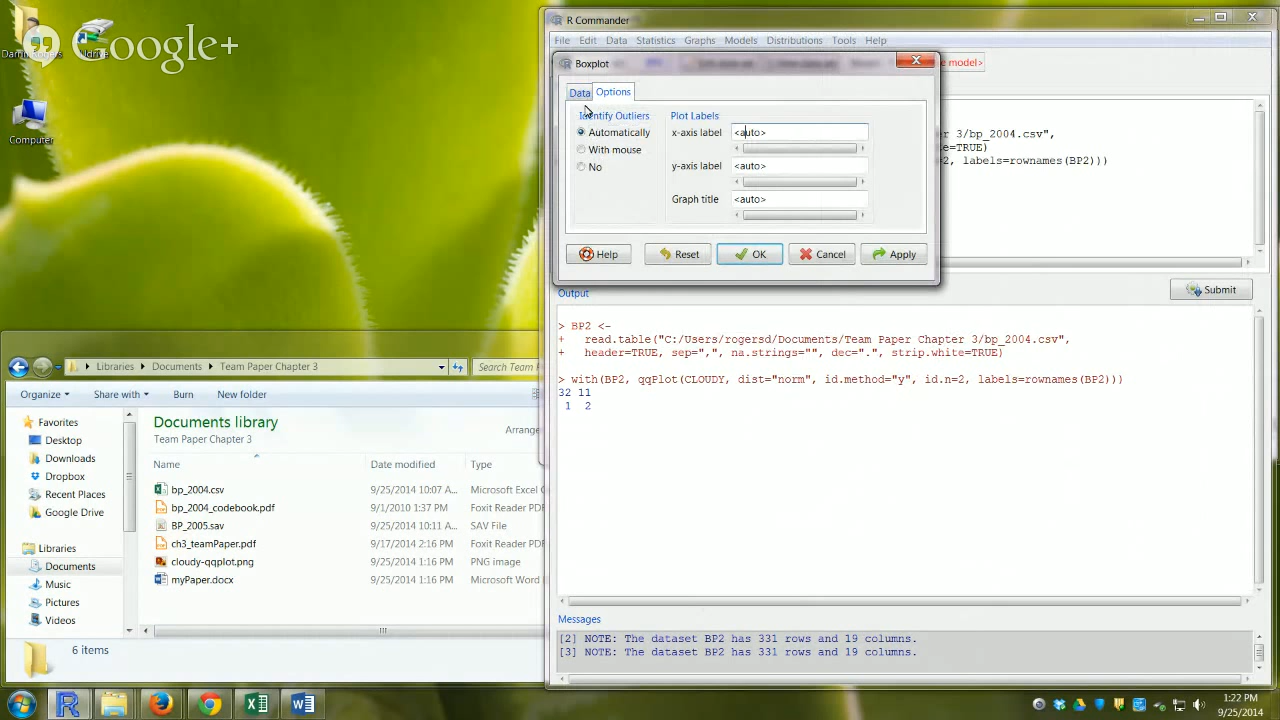 Google+
Computer
R Commander
File Edit Data Statistics Graphs Models Distributions Tools Help
Boxplot
e model>
Data Options
Identify Outliers
Plot Labels
Automatically
x-axis label <auto>
With mouse
No
y-axis label <auto>
Graph title <auto>
Help Reset OK Cancel Apply
r 3/bp_2004.csv",
te=TRUE)
=2, labels=rownames(BP2)))
Output
Submit
> BP2 <-
+ read.table("C:/Users/rogersd/Documents/Team Paper Chapter 3/bp_2004.csv",
+ header=TRUE, sep=",", na.strings="", dec=".", strip.white=TRUE)
> with(BP2, qqPlot(CLOUDY, dist="norm", id.method="y", id.n=2, labels=rownames(BP2)))
32 11
1 2
Messages
[2] NOTE: The dataset BP2 has 331 rows and 19 columns.
[3] NOTE: The dataset BP2 has 331 rows and 19 columns.
Libraries Documents Team Paper Chapter 3
Search Team P
Organize Share with Burn New folder
Favorites
Desktop
Downloads
Dropbox
Recent Places
Google Drive
Libraries
Documents
Music
Pictures
Videos
Documents library
Team Paper Chapter 3
Arrange
Name Date modified Type
bp_2004.csv 9/25/2014 10:07 A... Microsoft Excel C
bp_2004_codebook.pdf 9/1/2010 1:37 PM Foxit Reader PDF
BP_2005.sav 9/25/2014 10:11 A... SAV File
ch3_teamPaper.pdf 9/17/2014 2:16 PM Foxit Reader PDF
cloudy-qqplot.png 9/25/2014 1:16 PM PNG image
myPaper.docx 9/25/2014 1:16 PM Microsoft Word
6 items
1:22 PM
9/25/2014